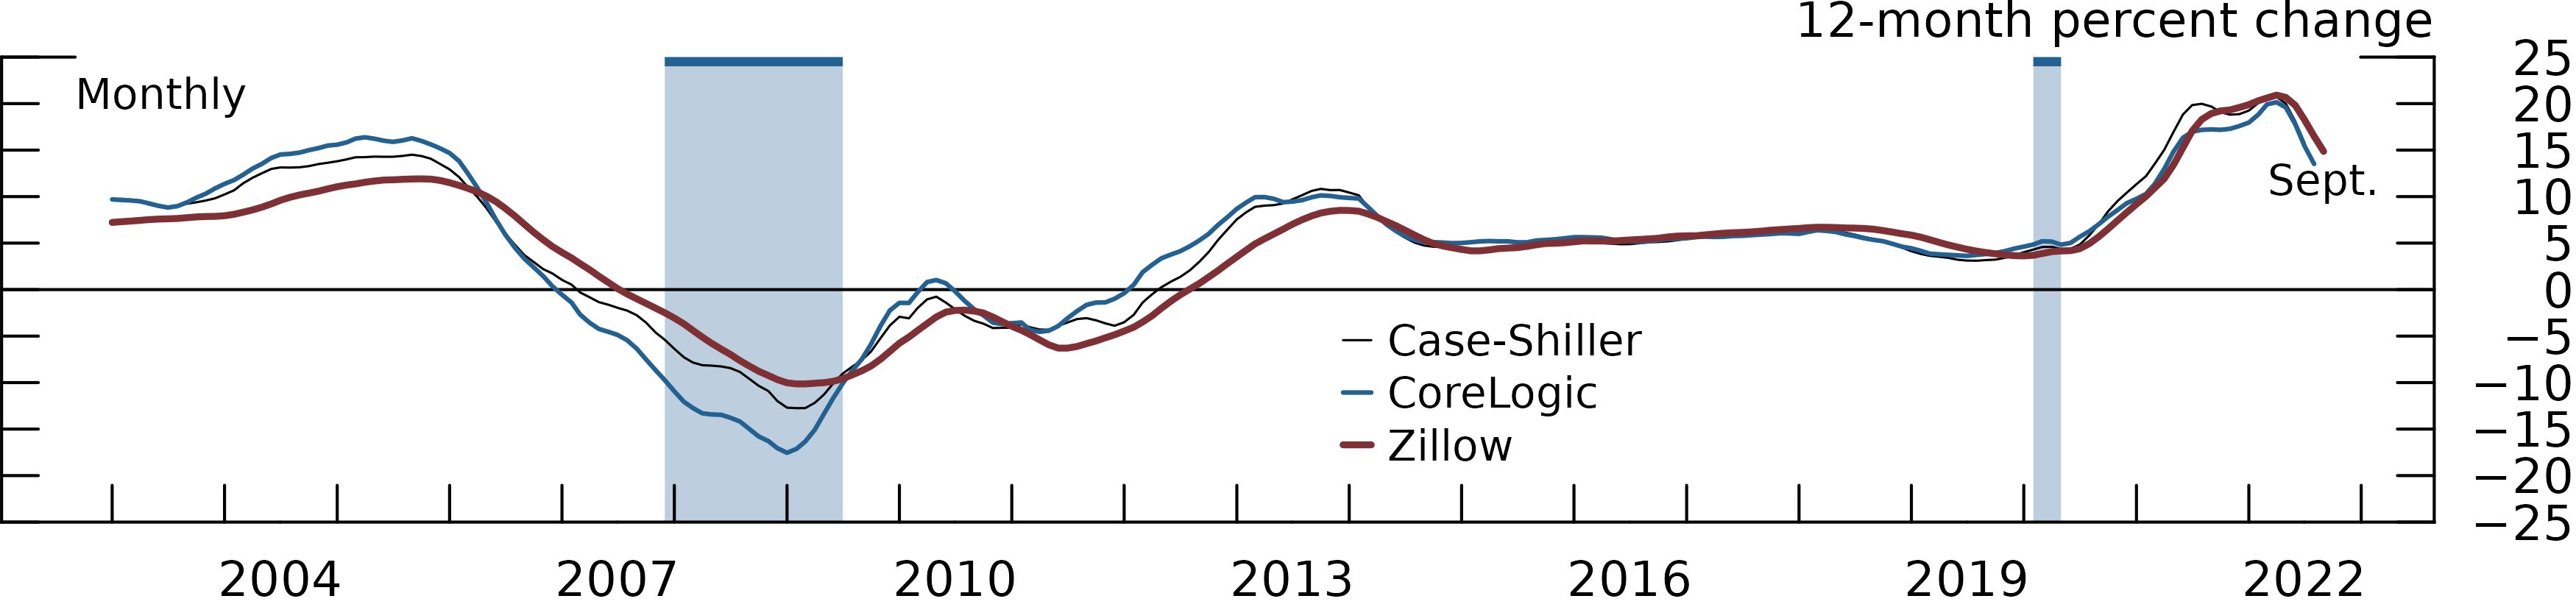 12-month percent change
Monthly
25
20
15
10
5
0
−5
−10
−15
−20
−25
Sept.
Case-Shiller
CoreLogic
Zillow
2004 2007 2010 2013 2016 2019 2022